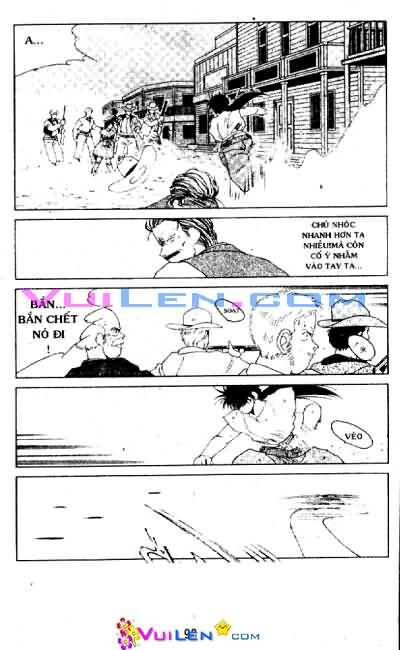 A...
CHÚ NHÓC
NHANH HƠN TA
NHIỀU!MÀ CÒN
CỐ Ý NHẮM
VÀO TAY TA...
BẮN...
BẮN CHẾT
NÓ ĐI
!
SOẠT
VUILEN.COM
VÈO
VUILEN